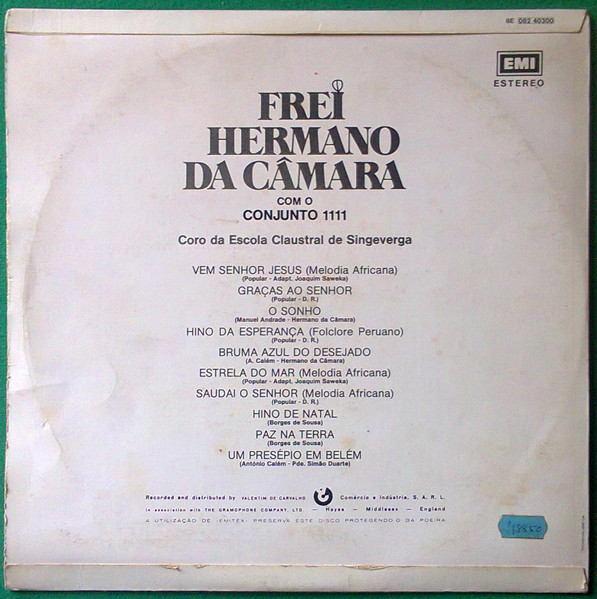 8E 062 40300
EMI
ESTEREO
FREI
HERMANO
DA CÂMARA
COM O
CONJUNTO 1111
Coro da Escola Claustral de Singeverga
VEM SENHOR JESUS (Melodia Africana)
(Popular - Adapt. Joaquim Saweka)
GRAÇAS AO SENHOR
(Popular - D. R.)
O SONHO
(Manuel Andrade - Hermano da Câmara)
HINO DA ESPERANÇA (Folclore Peruano)
(Popular - D. R.)
BRUMA AZUL DO DESEJADO
(A. Calém - Hermano da Câmara)
ESTRELA DO MAR (Melodia Africana)
(Popular - Adapt. Joaquim Saweka)
SAUDAI O SENHOR (Melodia Africana)
(Popular - D. R.)
HINO DE NATAL
(Borges de Sousa)
PAZ NA TERRA
(Borges de Sousa)
UM PRESÉPIO EM BELÉM
(António Calém - Pde. Simão Duarte)
Recorded and distributed by VALENTIM DE CARVALHO Comércio e Indústria, S. A. R. L.
In association with THE GRAMOPHONE COMPANY. LTD. — Hayes — Middlesex — England
A UTILIZAÇÃO DE (EMITEX) PRESERVA ESTE DISCO PROTEGENDO-O DA POEIRA